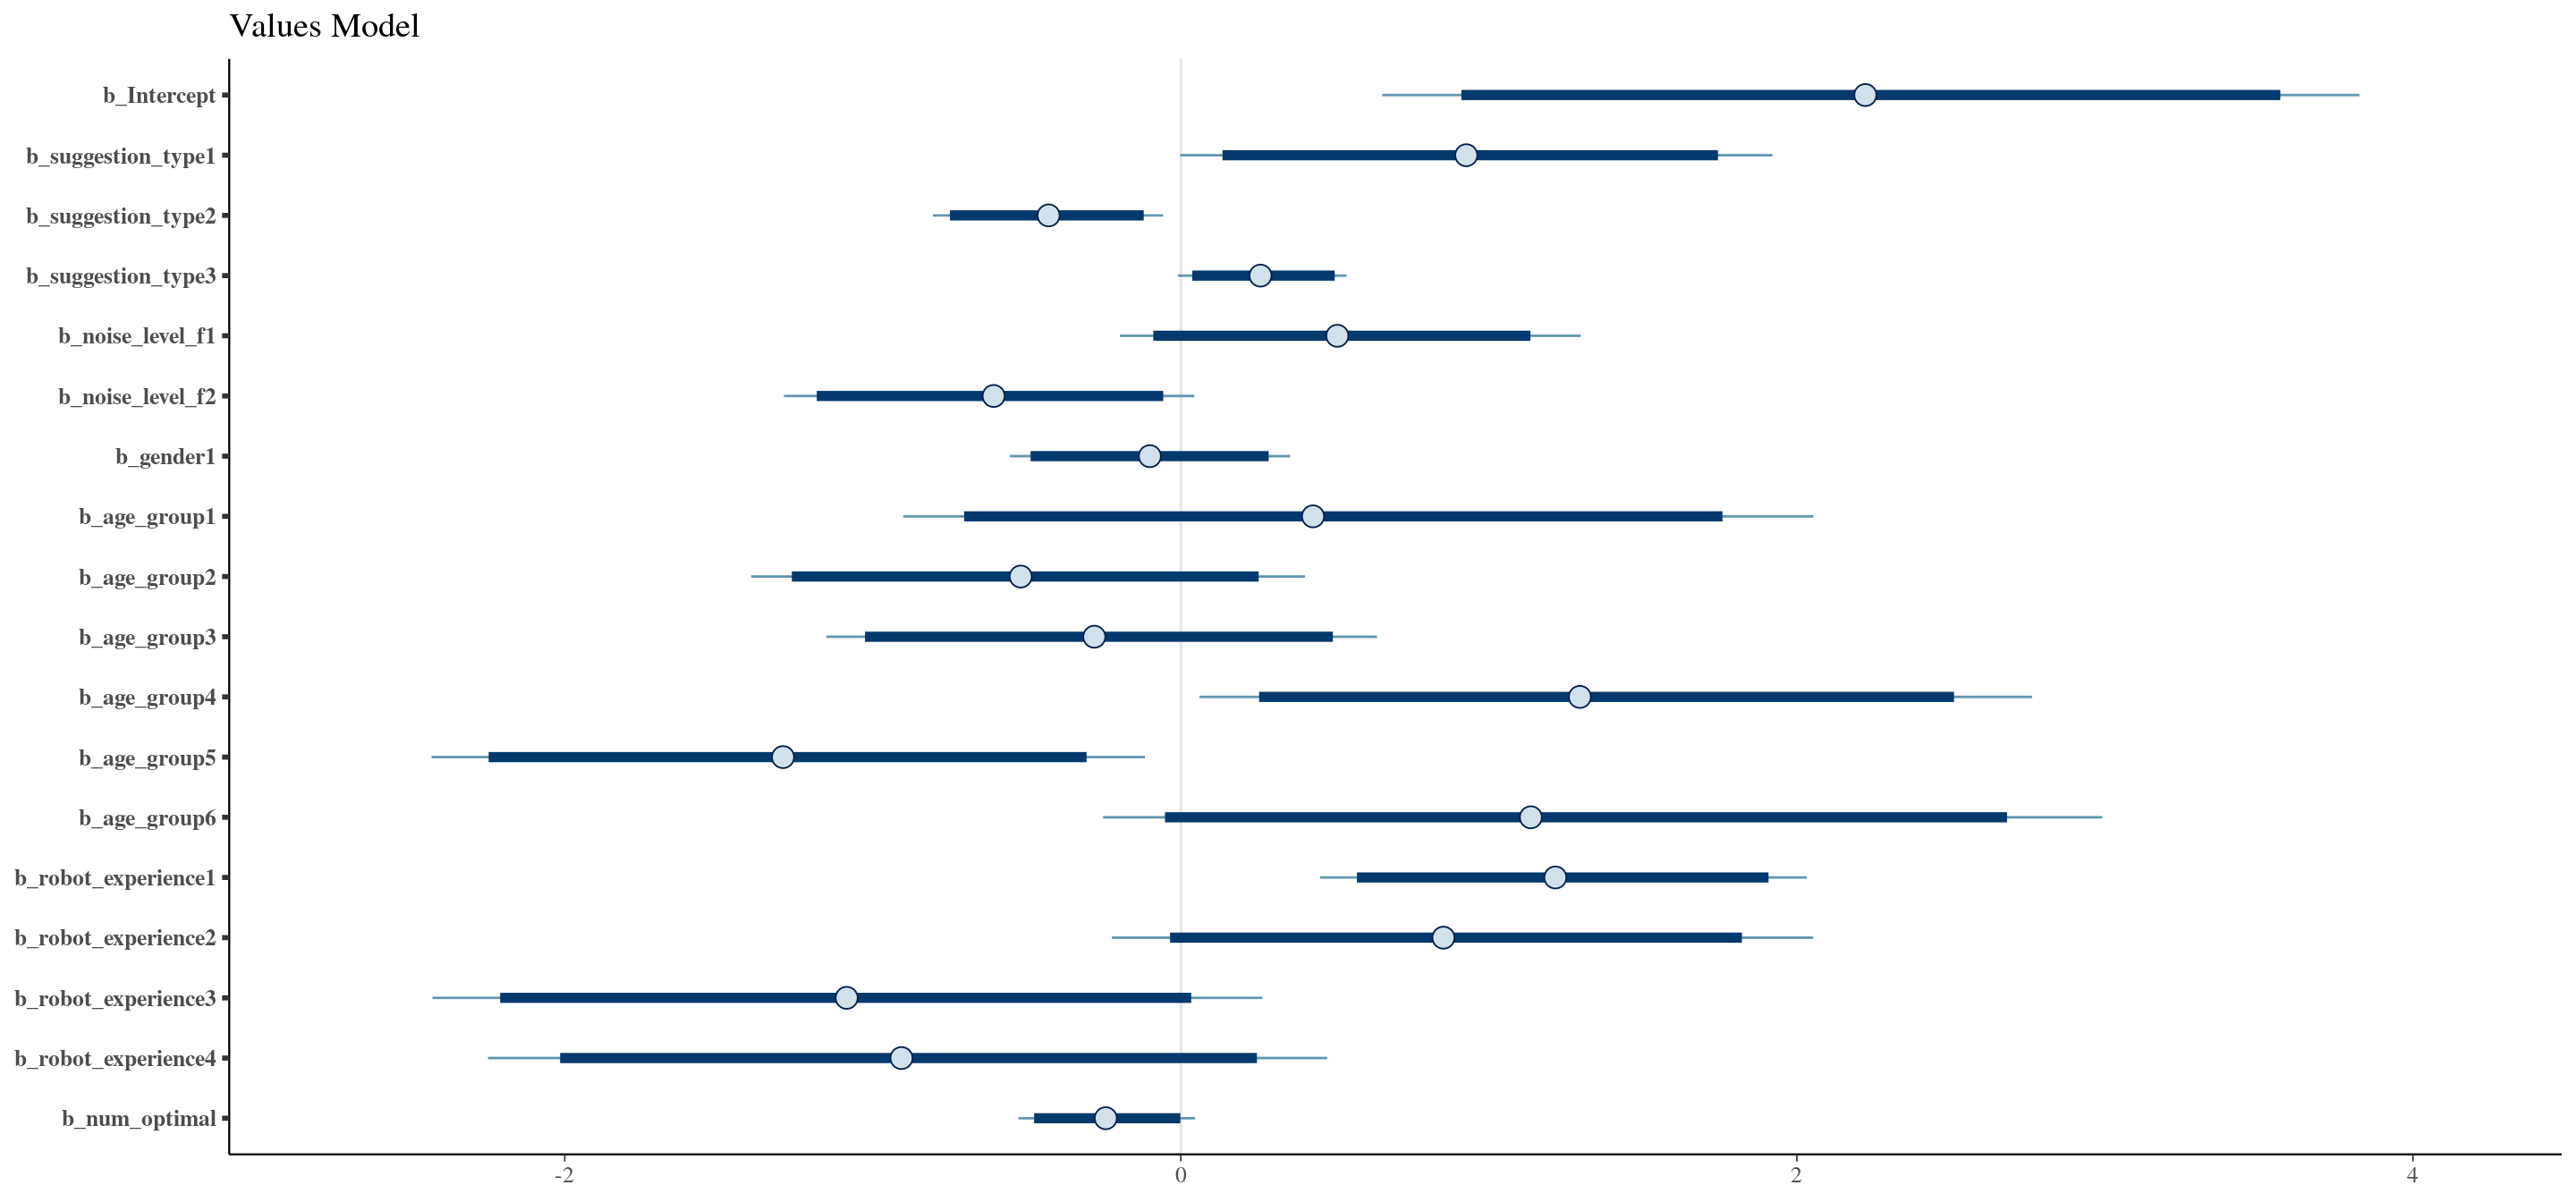 Values Model
b_Intercept
b_suggestion_type1
b_suggestion_type2
b_suggestion_type3
b_noise_level_f1
b_noise_level_f2
b_gender1
b_age_group1
b_age_group2
b_age_group3
b_age_group4
b_age_group5
b_age_group6
b_robot_experience1
b_robot_experience2
b_robot_experience3
b_robot_experience4
b_num_optimal
-2 0 2 4